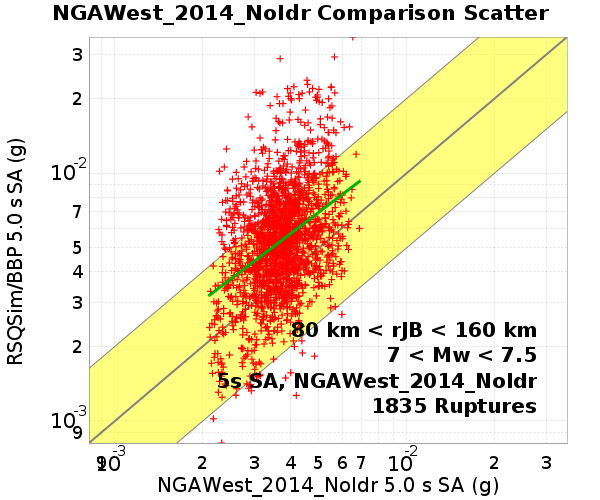 NGAWest_2014_NoIdr Comparison Scatter
RSQSim/BBP 5.0 s SA (g)
3
2
10-2
7
5
4
3
2
10-3
9
80 km < rJB < 160 km
7 < Mw < 7.5
5s SA, NGAWest_2014_NoIdr
1835 Ruptures
9 10-3 2 3 4 5 6 7 10-2 2 3
NGAWest_2014_NoIdr 5.0 s SA (g)